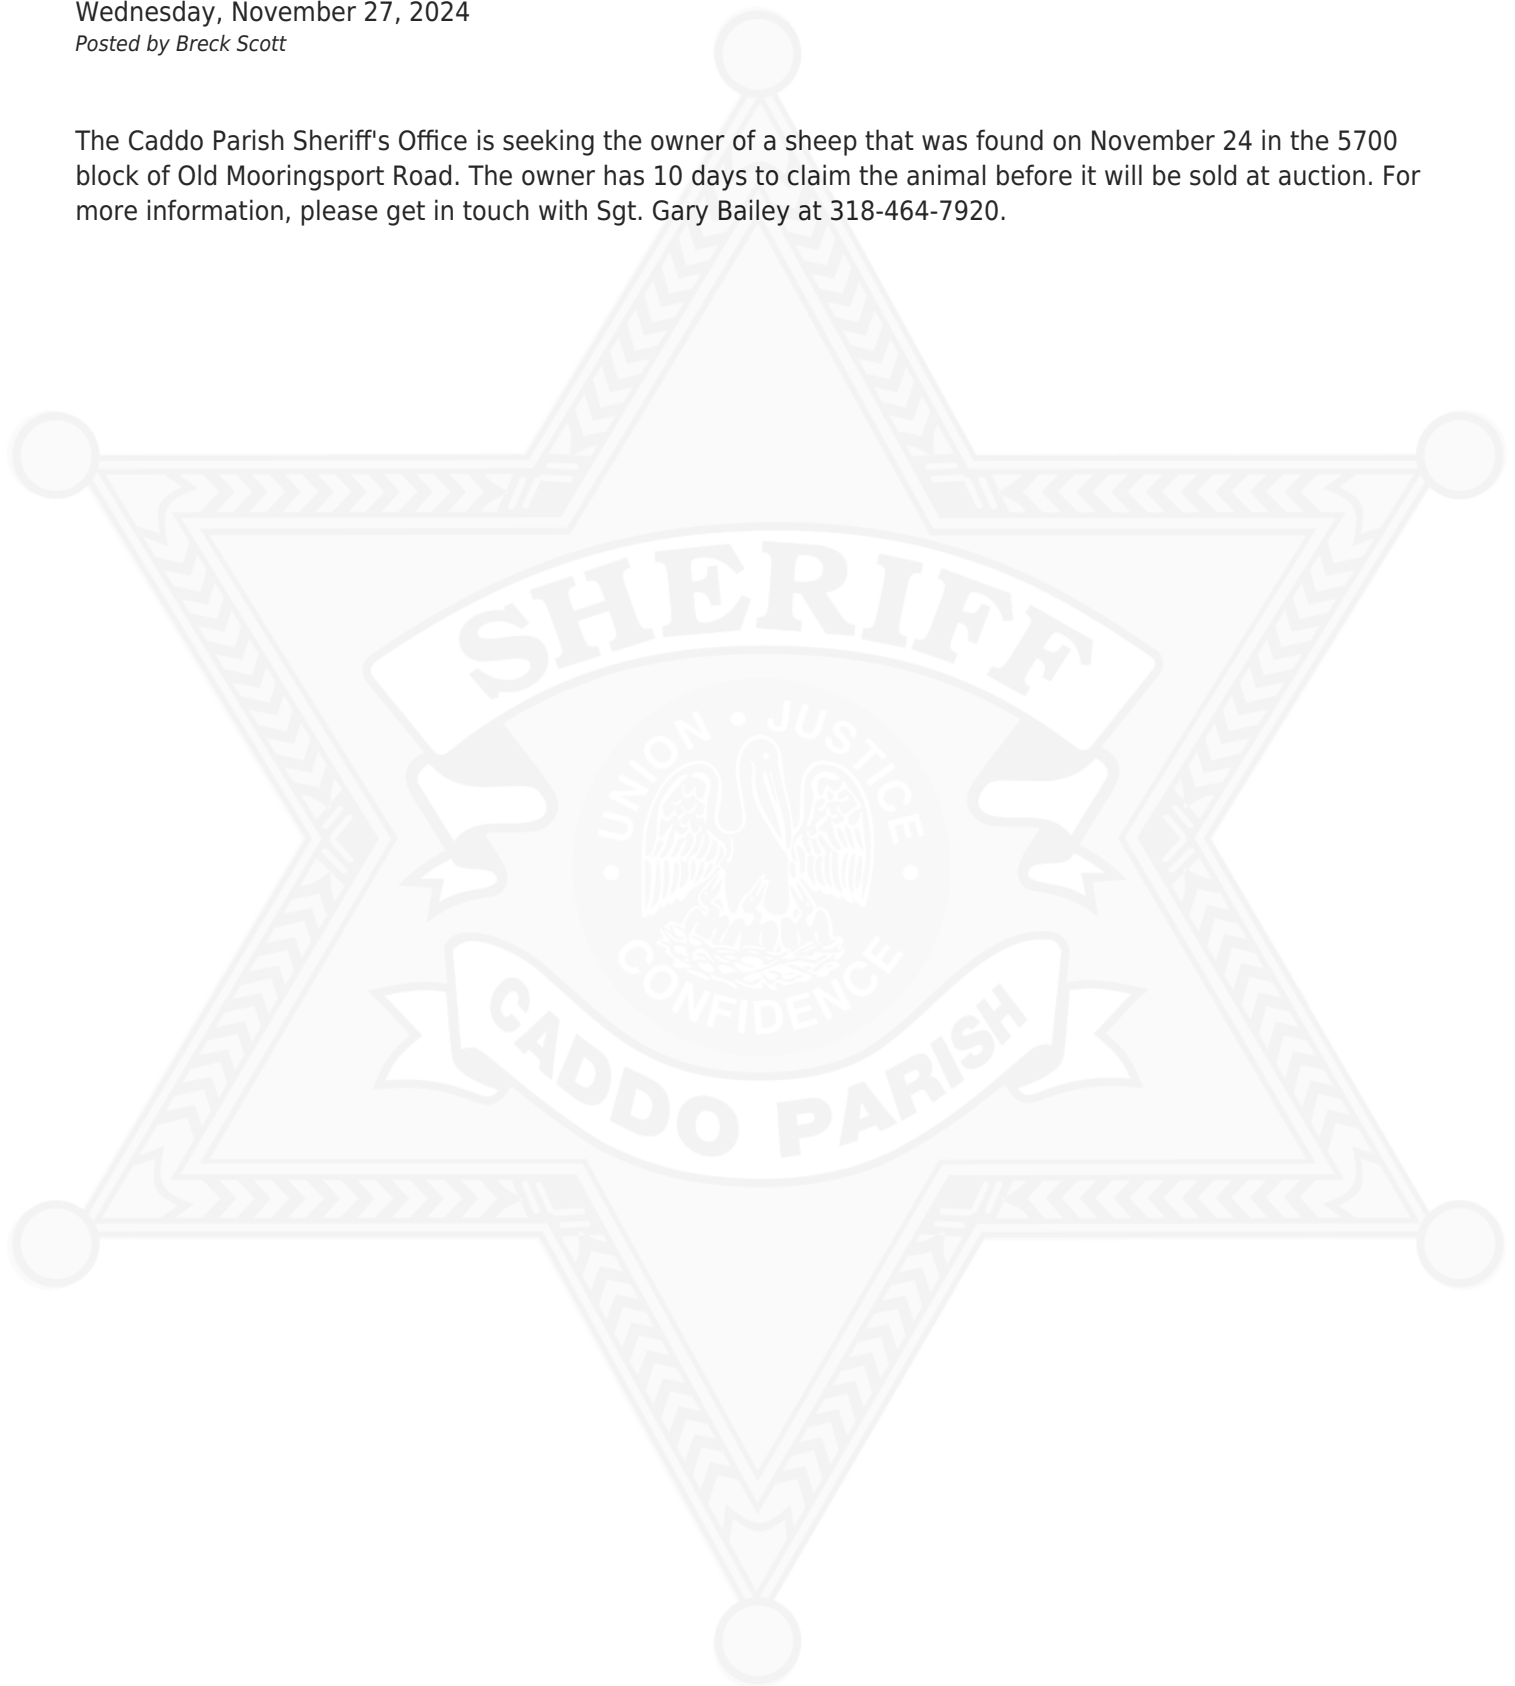 Wednesday, November 27, 2024
Posted by Breck Scott
The Caddo Parish Sheriff's Office is seeking the owner of a sheep that was found on November 24 in the 5700
block of Old Mooringsport Road. The owner has 10 days to claim the animal before it will be sold at auction. For
more information, please get in touch with Sgt. Gary Bailey at 318-464-7920.
SHERIFF
UNION • JUSTICE
• CONFIDENCE •
CADDO PARISH